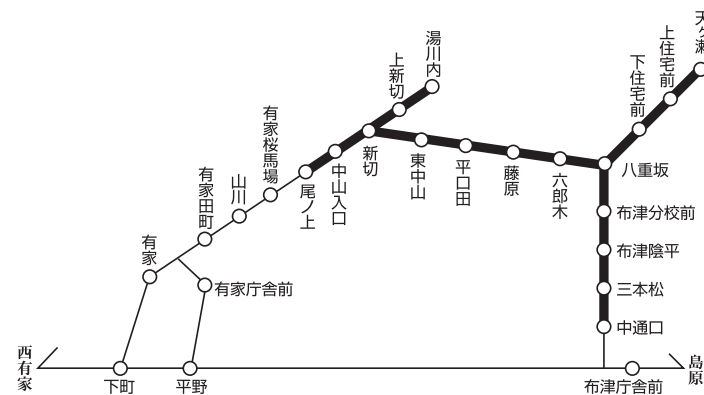 天ケ瀬
上住宅前
下住宅前
湯川内
上新切
新切
東中山
平口田
藤原
六郎木
八重坂
有家桜馬場
中山入口
尾ノ上
山川
有家田町
有家
有家庁舎前
布津分校前
布津陰平
三本松
中通口
西有家
下町
平野
布津庁舎前
島原